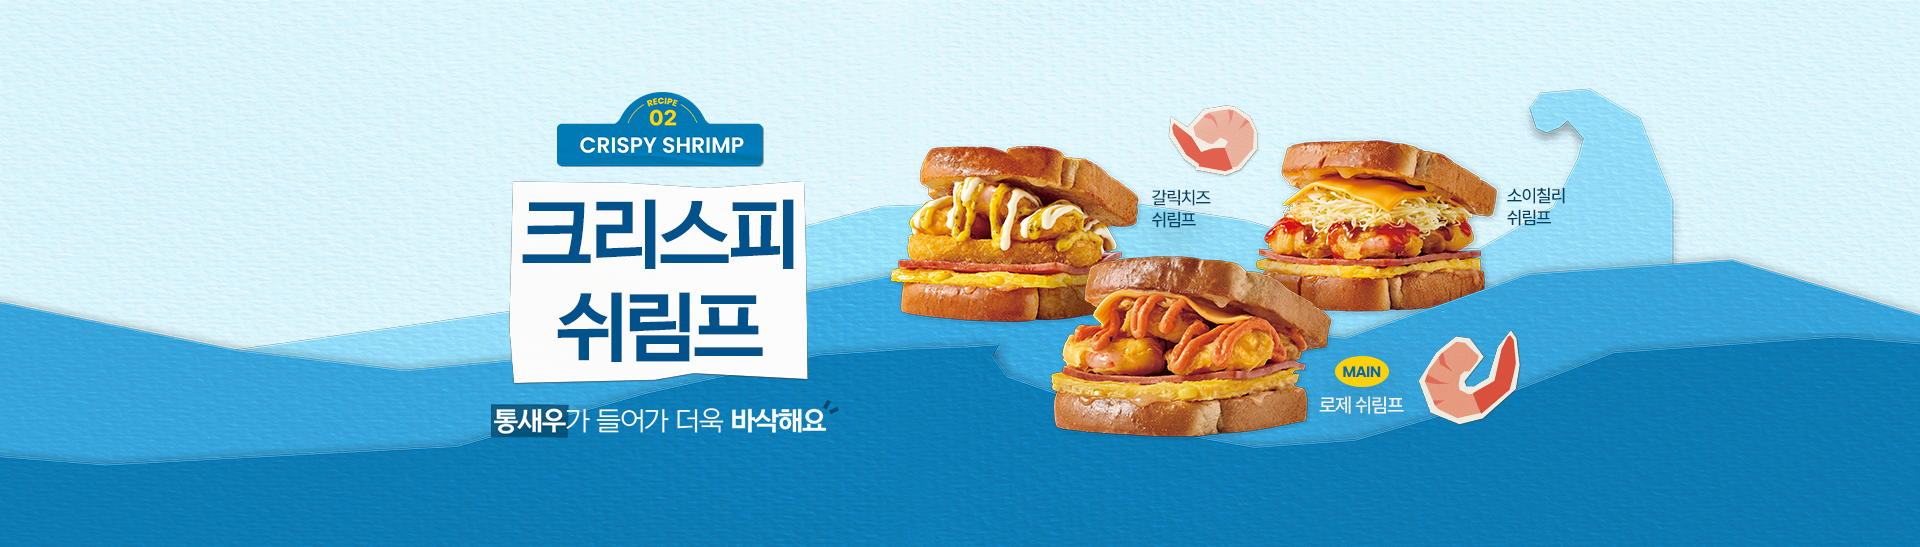 RECIPE
02
CRISPY SHRIMP
크리스피
쉬림프
통새우가 들어가 더욱 바삭해요
갈릭치즈
쉬림프
소이칠리
쉬림프
MAIN
로제 쉬림프